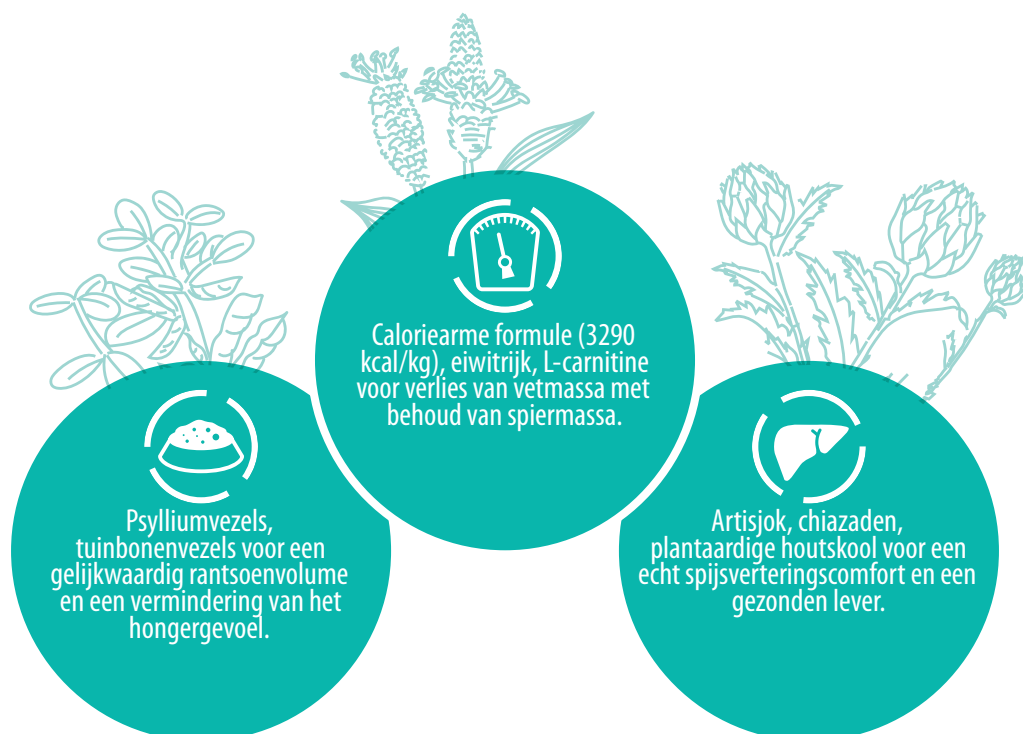 Caloriearme formule (3290
kcal/kg), eiwitrijk, L-carnitine
voor verlies van vetmassa met
behoud van spiermassa.
Psylliumvezels,
tuinbonenvezels voor een
gelijkwaardig rantsoenvolume
en een vermindering van het
hongergevoel.
Artisjok, chiazaden,
plantaardige houtskool voor een
echt spijsverteringscomfort en een
gezonden lever.